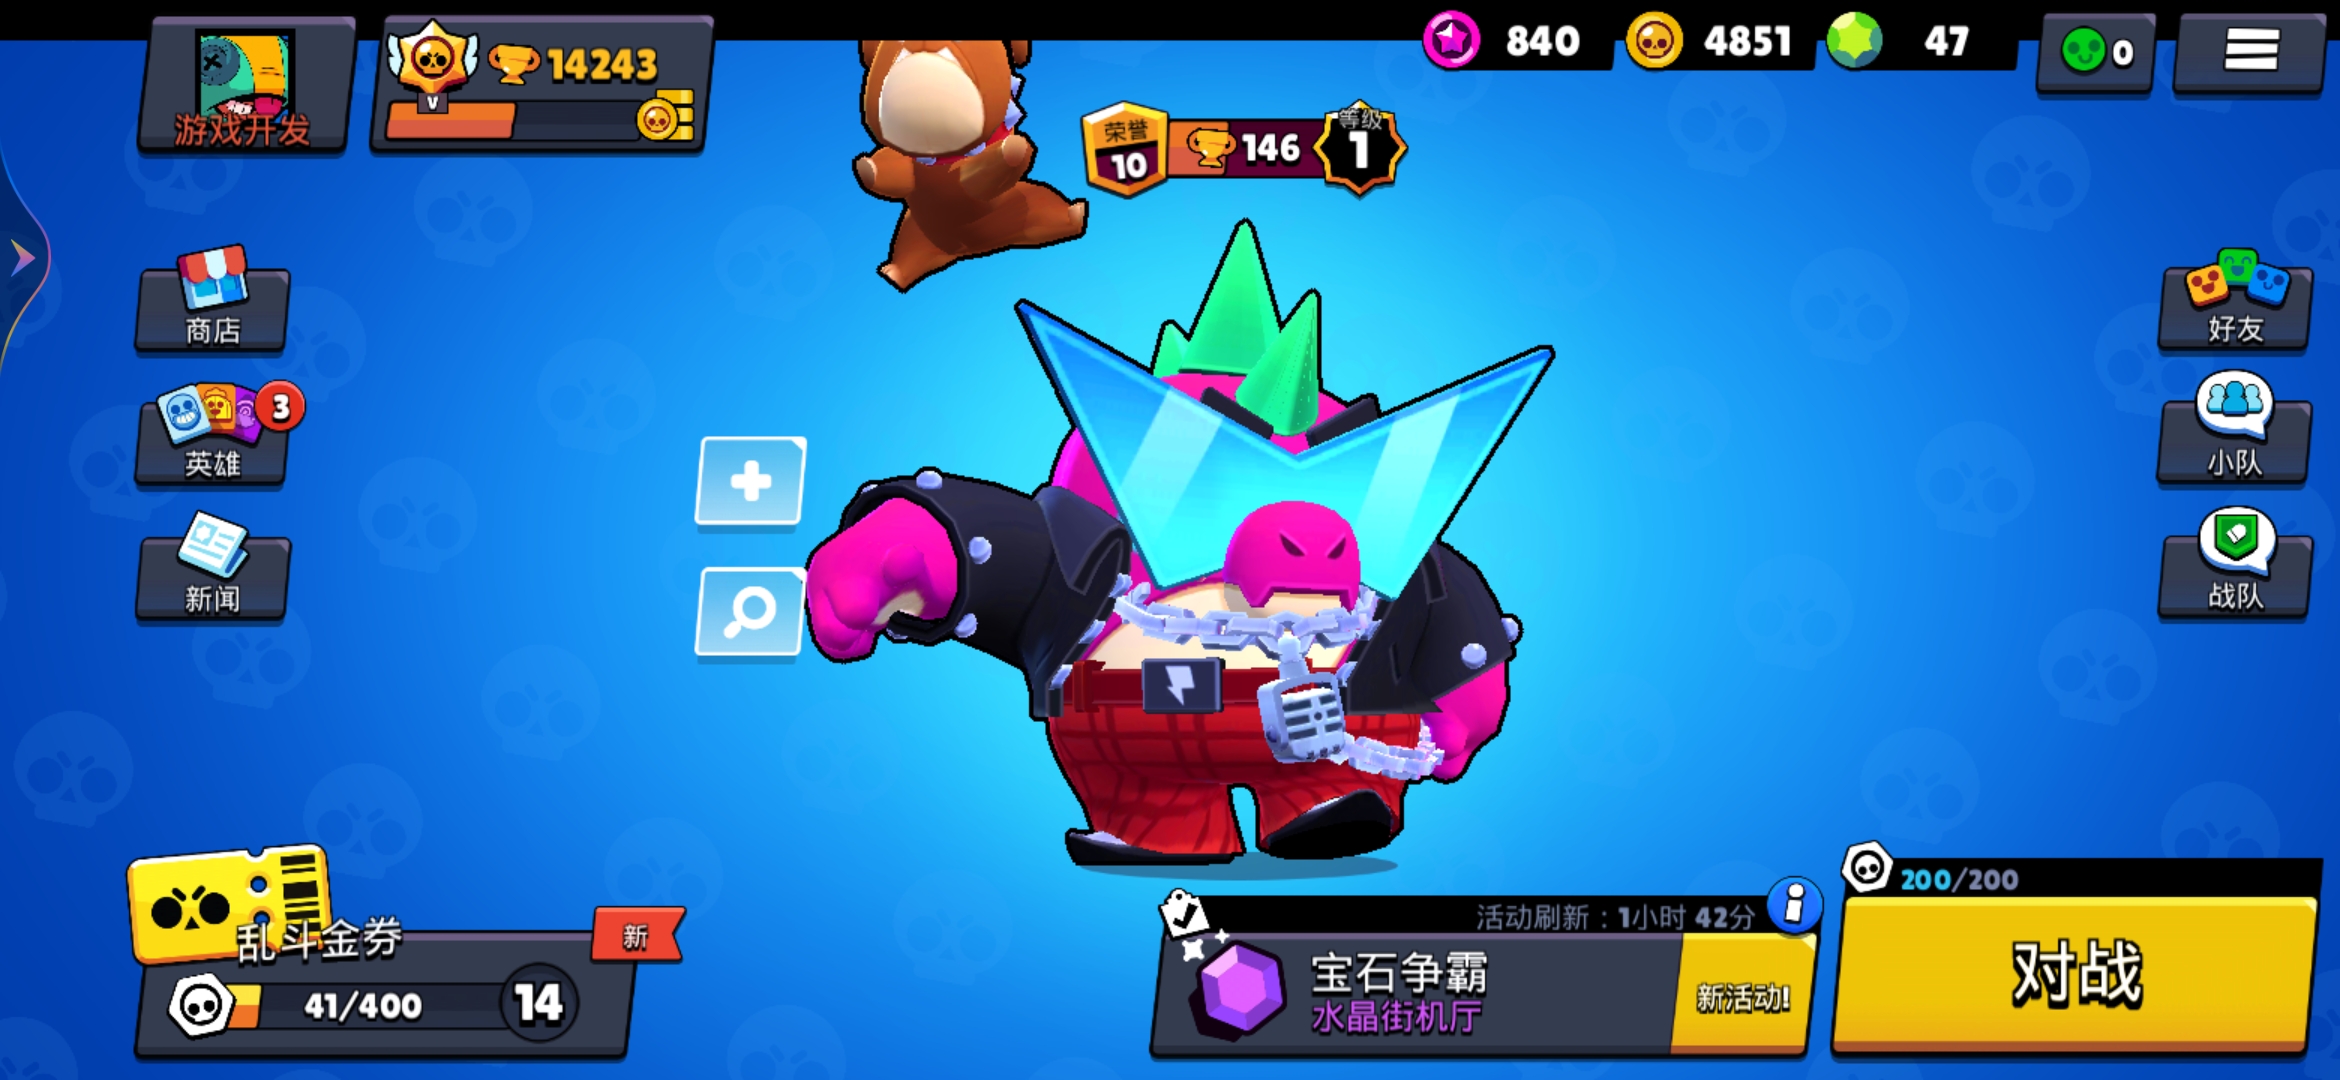 游戏开发
V
14243
840
4851
47
0
荣誉
10
146
等级
1
商店
英雄
3
新闻
好友
小队
战队
乱斗金券
新
41/400
14
活动刷新：1小时 42分
宝石争霸
水晶街机厅
新活动!
200/200
对战